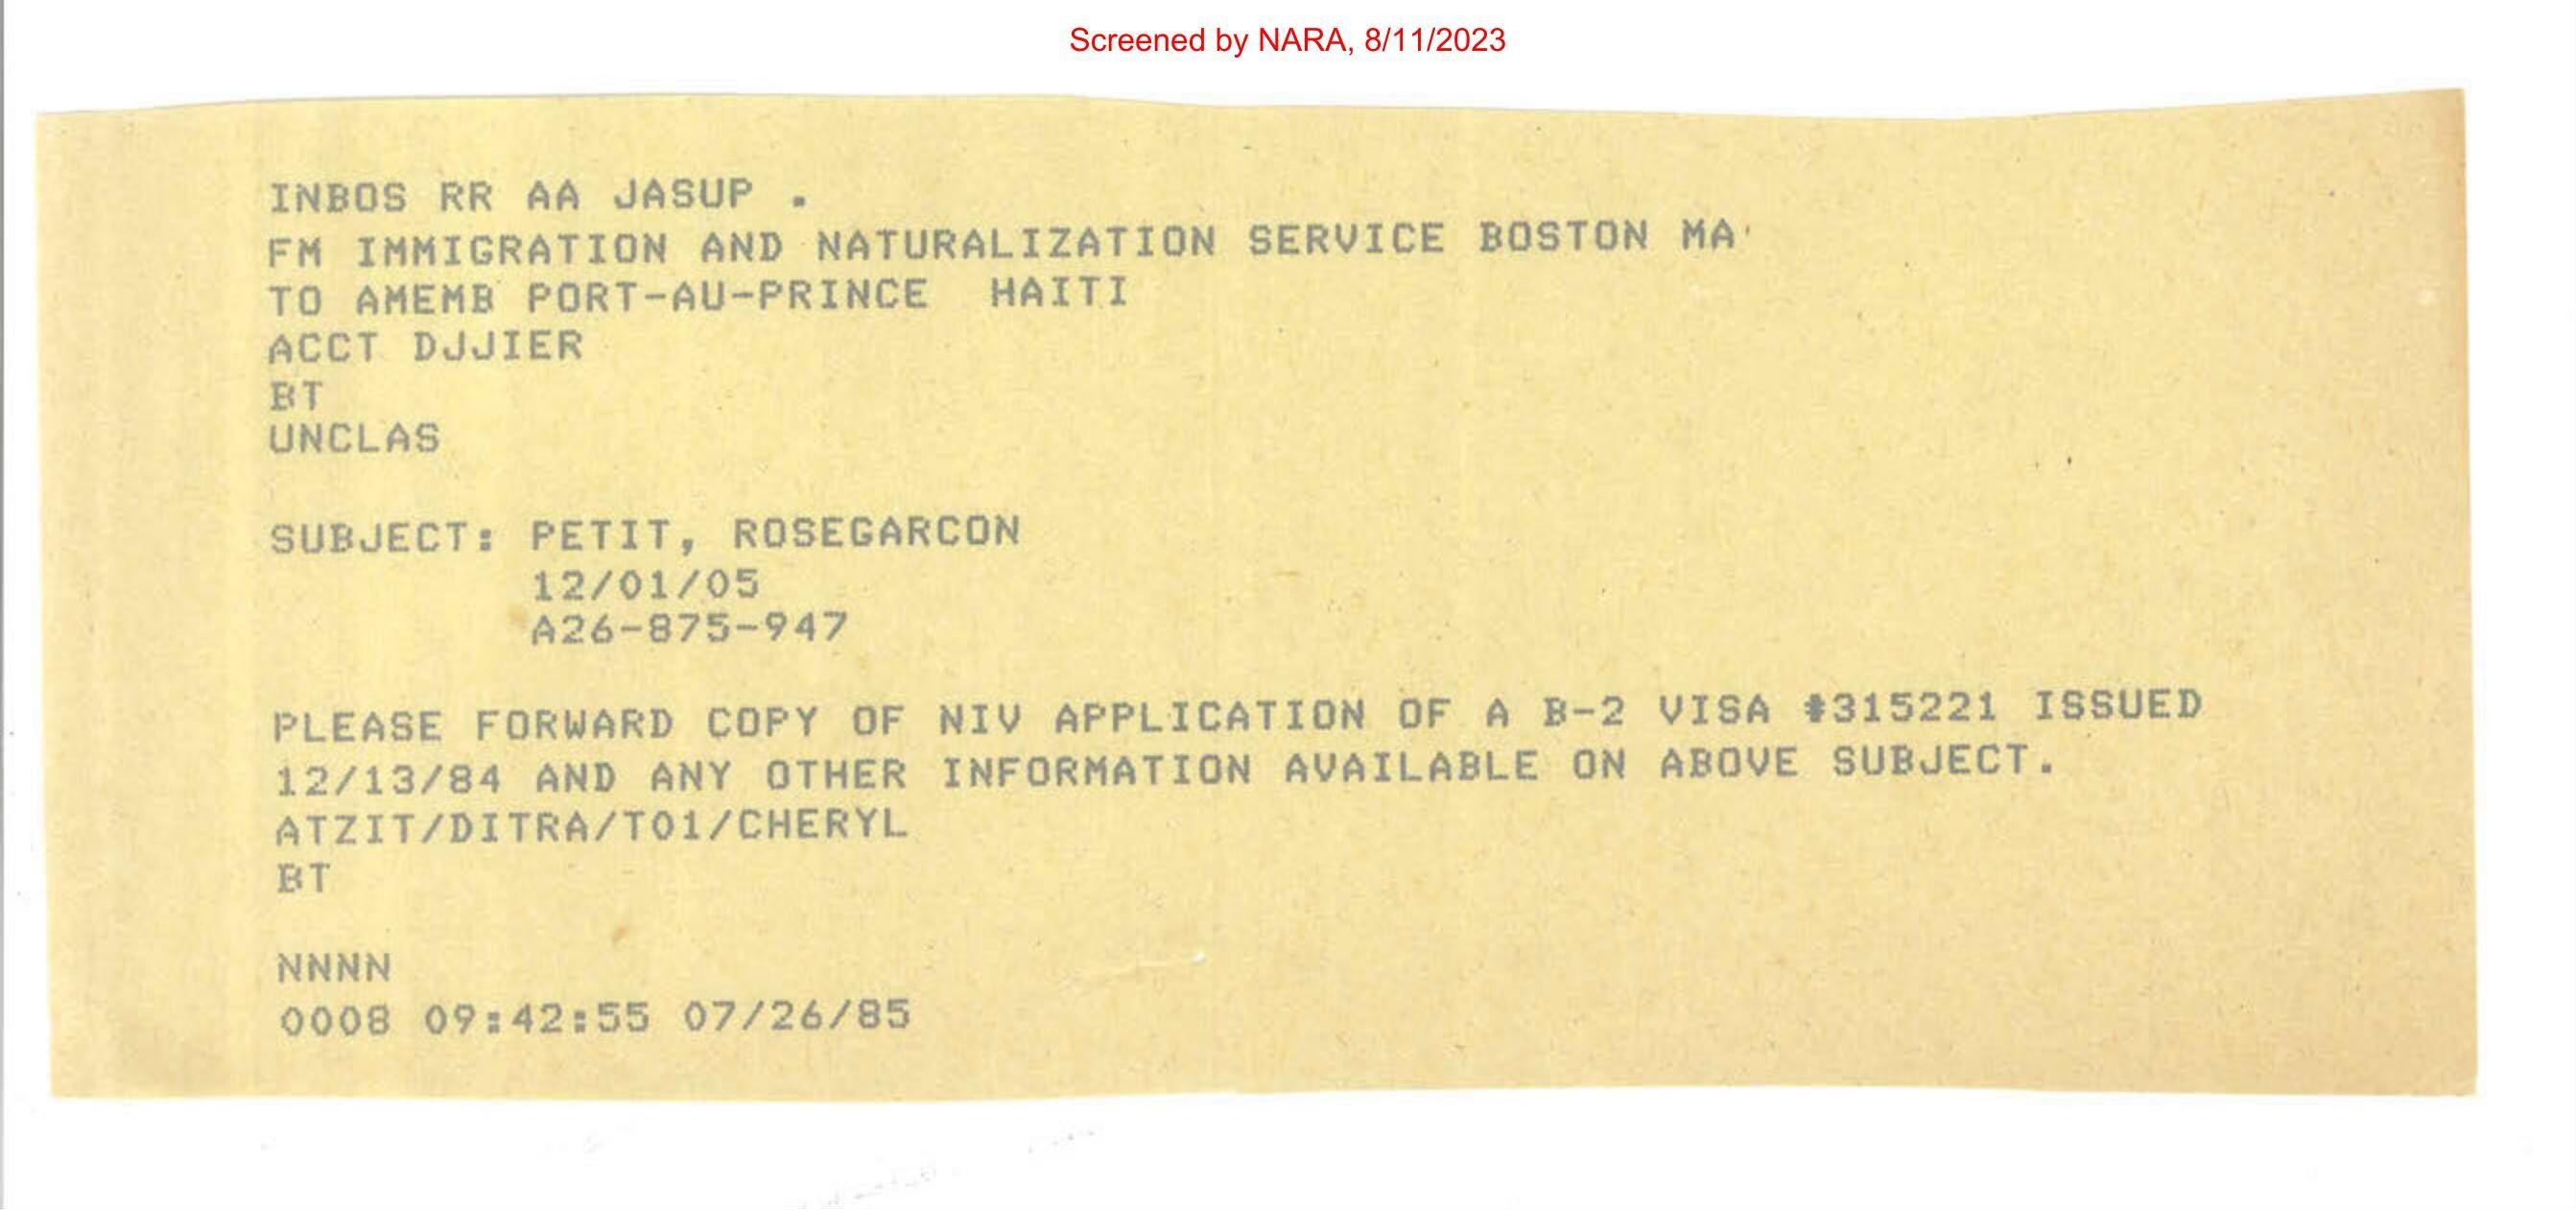 Screened by NARA, 8/11/2023
INBOS RR AA JASUP .
FM IMMIGRATION AND NATURALIZATION SERVICE BOSTON MA
TO AMEMB PORT-AU-PRINCE HAITI
ACCT DJJIER
BT
UNCLAS
SUBJECT: PETIT, ROSEGARCON
12/01/05
A26-875-947
PLEASE FORWARD COPY OF NIV APPLICATION OF A B-2 VISA #315221 ISSUED
12/13/84 AND ANY OTHER INFORMATION AVAILABLE ON ABOVE SUBJECT.
ATZIT/DITRA/T01/CHERYL
BT
NNNN
0008 09:42:55 07/26/85